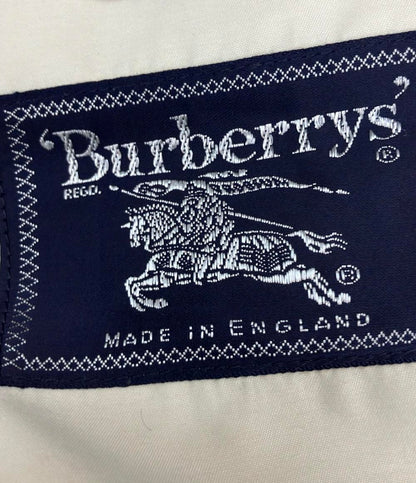 'Burberrys'®
REGD.
®
MADE IN ENGLAND